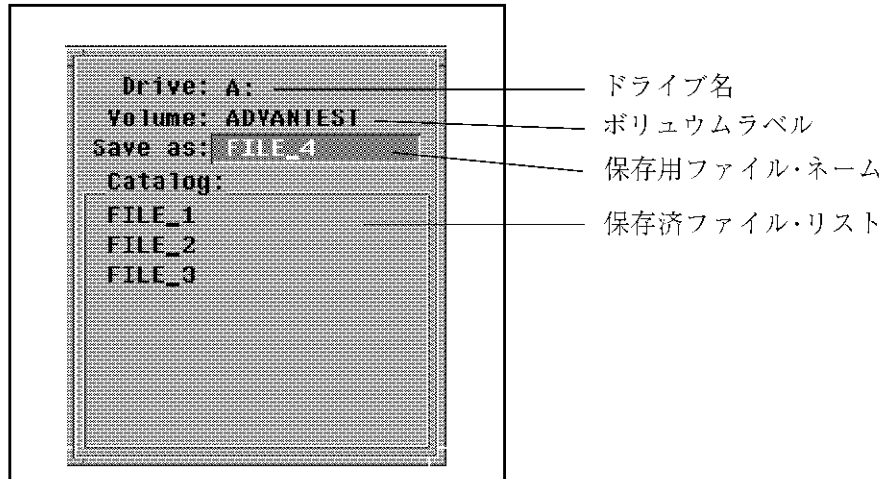 Drive: A:
Volume: ADVANTEST
Save as: FILE_4
Catalog:
FILE_1
FILE_2
FILE_3
ドライブ名
ボリュウムラベル
保存用ファイル・ネーム
保存済ファイル・リスト